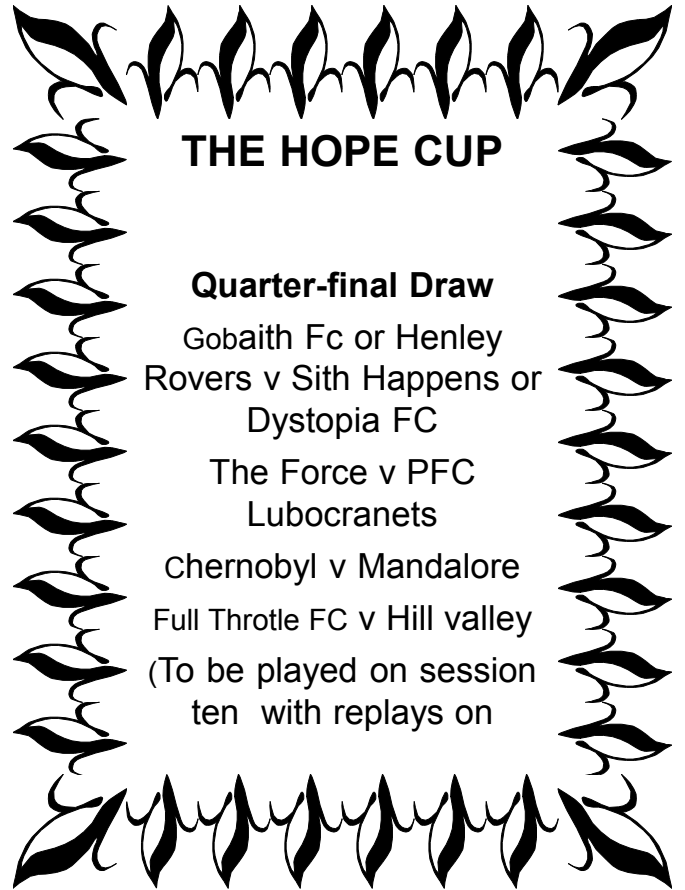 THE HOPE CUP
Quarter-final Draw
Gobaith Fc or Henley
Rovers v Sith Happens or
Dystopia FC
The Force v PFC
Lubocranets
Chernobyl v Mandalore
Full Throtle FC v Hill valley
(To be played on session
ten  with replays on